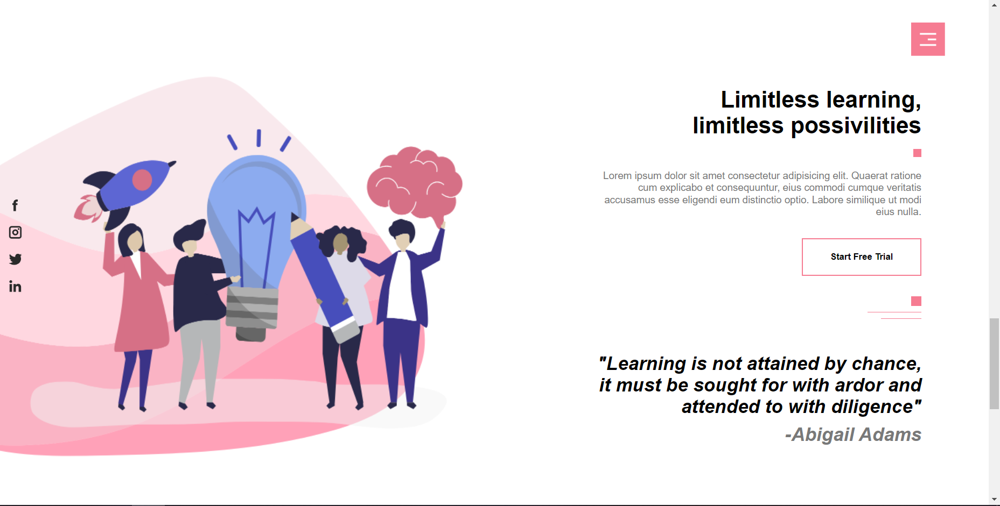 Limitless learning,
limitless possivilities
Lorem ipsum dolor sit amet consectetur adipisicing elit. Quaerat ratione
cum explicabo et consequuntur, eius commodi cumque veritatis
accusamus esse eligendi eum distinctio optio. Labore similique ut modi
eius nulla.
Start Free Trial
"Learning is not attained by chance,
it must be sought for with ardor and
attended to with diligence"
-Abigail Adams